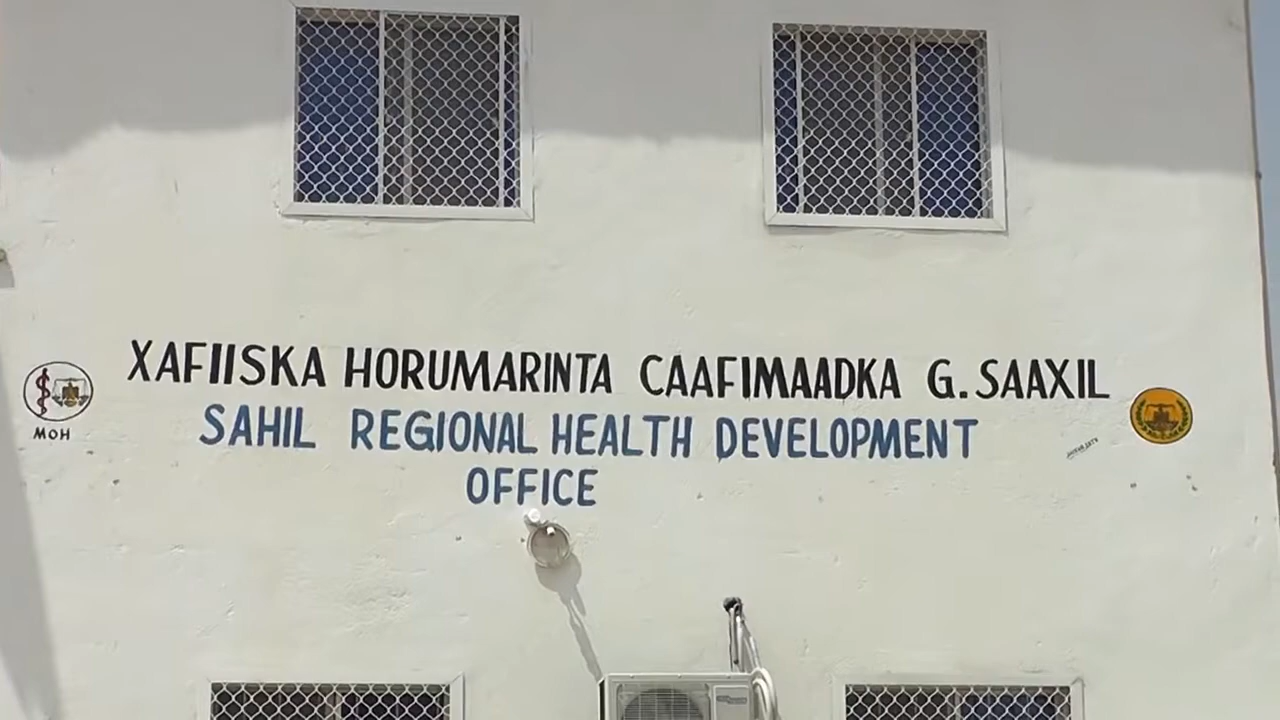 XAFIISKA HORUMARINTA CAAFIMAADKA G. SAAXIL
SAHIL REGIONAL HEALTH DEVELOPMENT
OFFICE
MOH